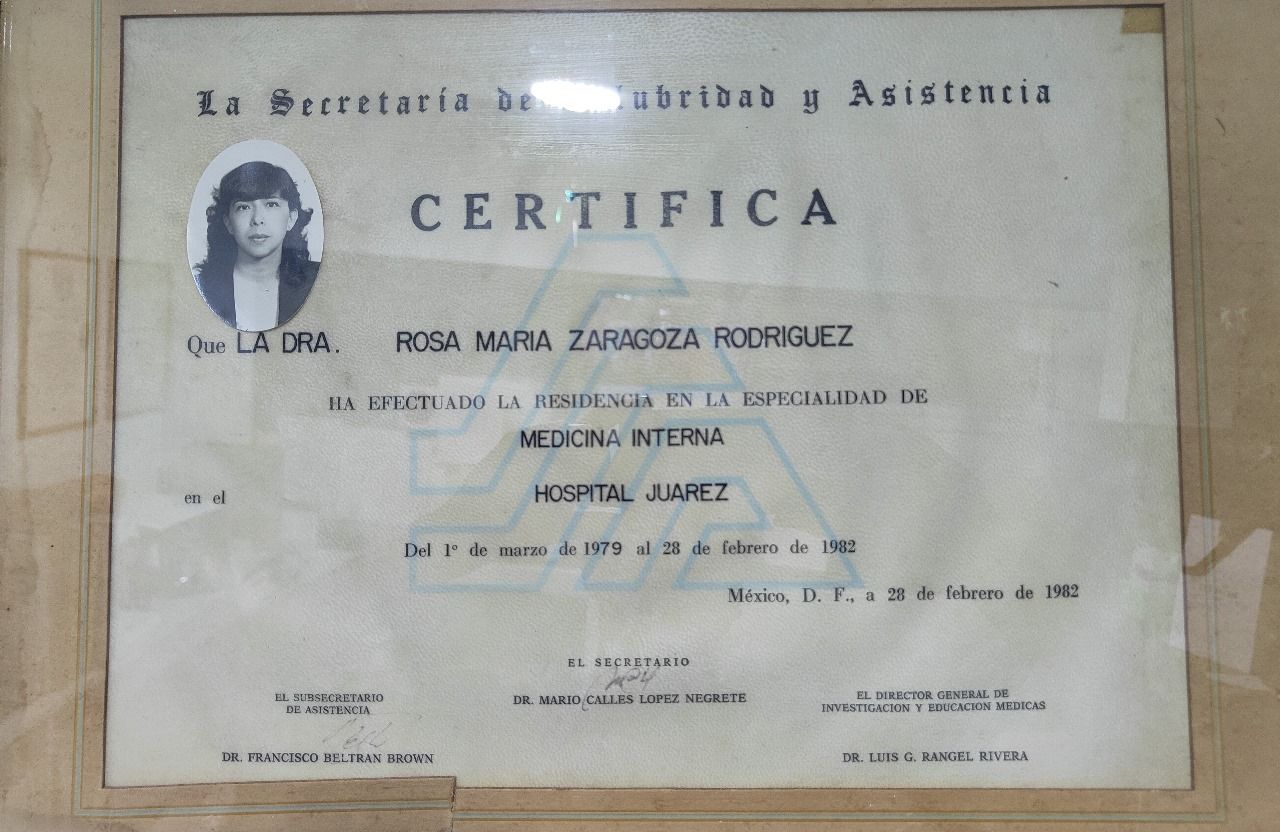 La Secretaría de lubridad y Asistencia
CERTIFICA
Que LA DRA. ROSA MARIA ZARAGOZA RODRIGUEZ
HA EFECTUADO LA RESIDENCIA EN LA ESPECIALIDAD DE
MEDICINA INTERNA
en el HOSPITAL JUAREZ
Del 1º de marzo de 1979 al 28 de febrero de 1982
México, D. F., a 28 de febrero de 1982
EL SECRETARIO
DR. MARIO CALLES LOPEZ NEGRETE
EL SUBSECRETARIO
DE ASISTENCIA
DR. FRANCISCO BELTRAN BROWN
EL DIRECTOR GENERAL DE
INVESTIGACION Y EDUCACION MEDICAS
DR. LUIS G. RANGEL RIVERA